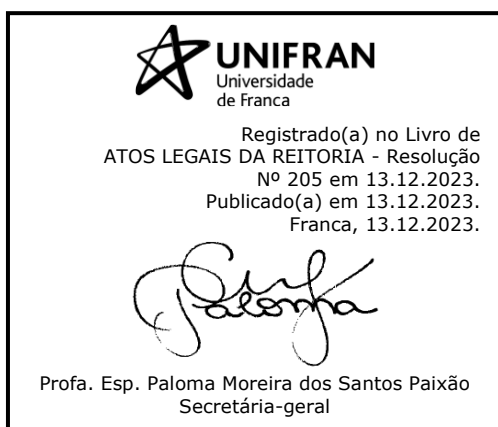 UNIFRAN
Universidade
de Franca
Registrado(a) no Livro de
ATOS LEGAIS DA REITORIA - Resolução
Nº 205 em 13.12.2023.
Publicado(a) em 13.12.2023.
Franca, 13.12.2023.
Paloma
Profa. Esp. Paloma Moreira dos Santos Paixão
Secretária-geral